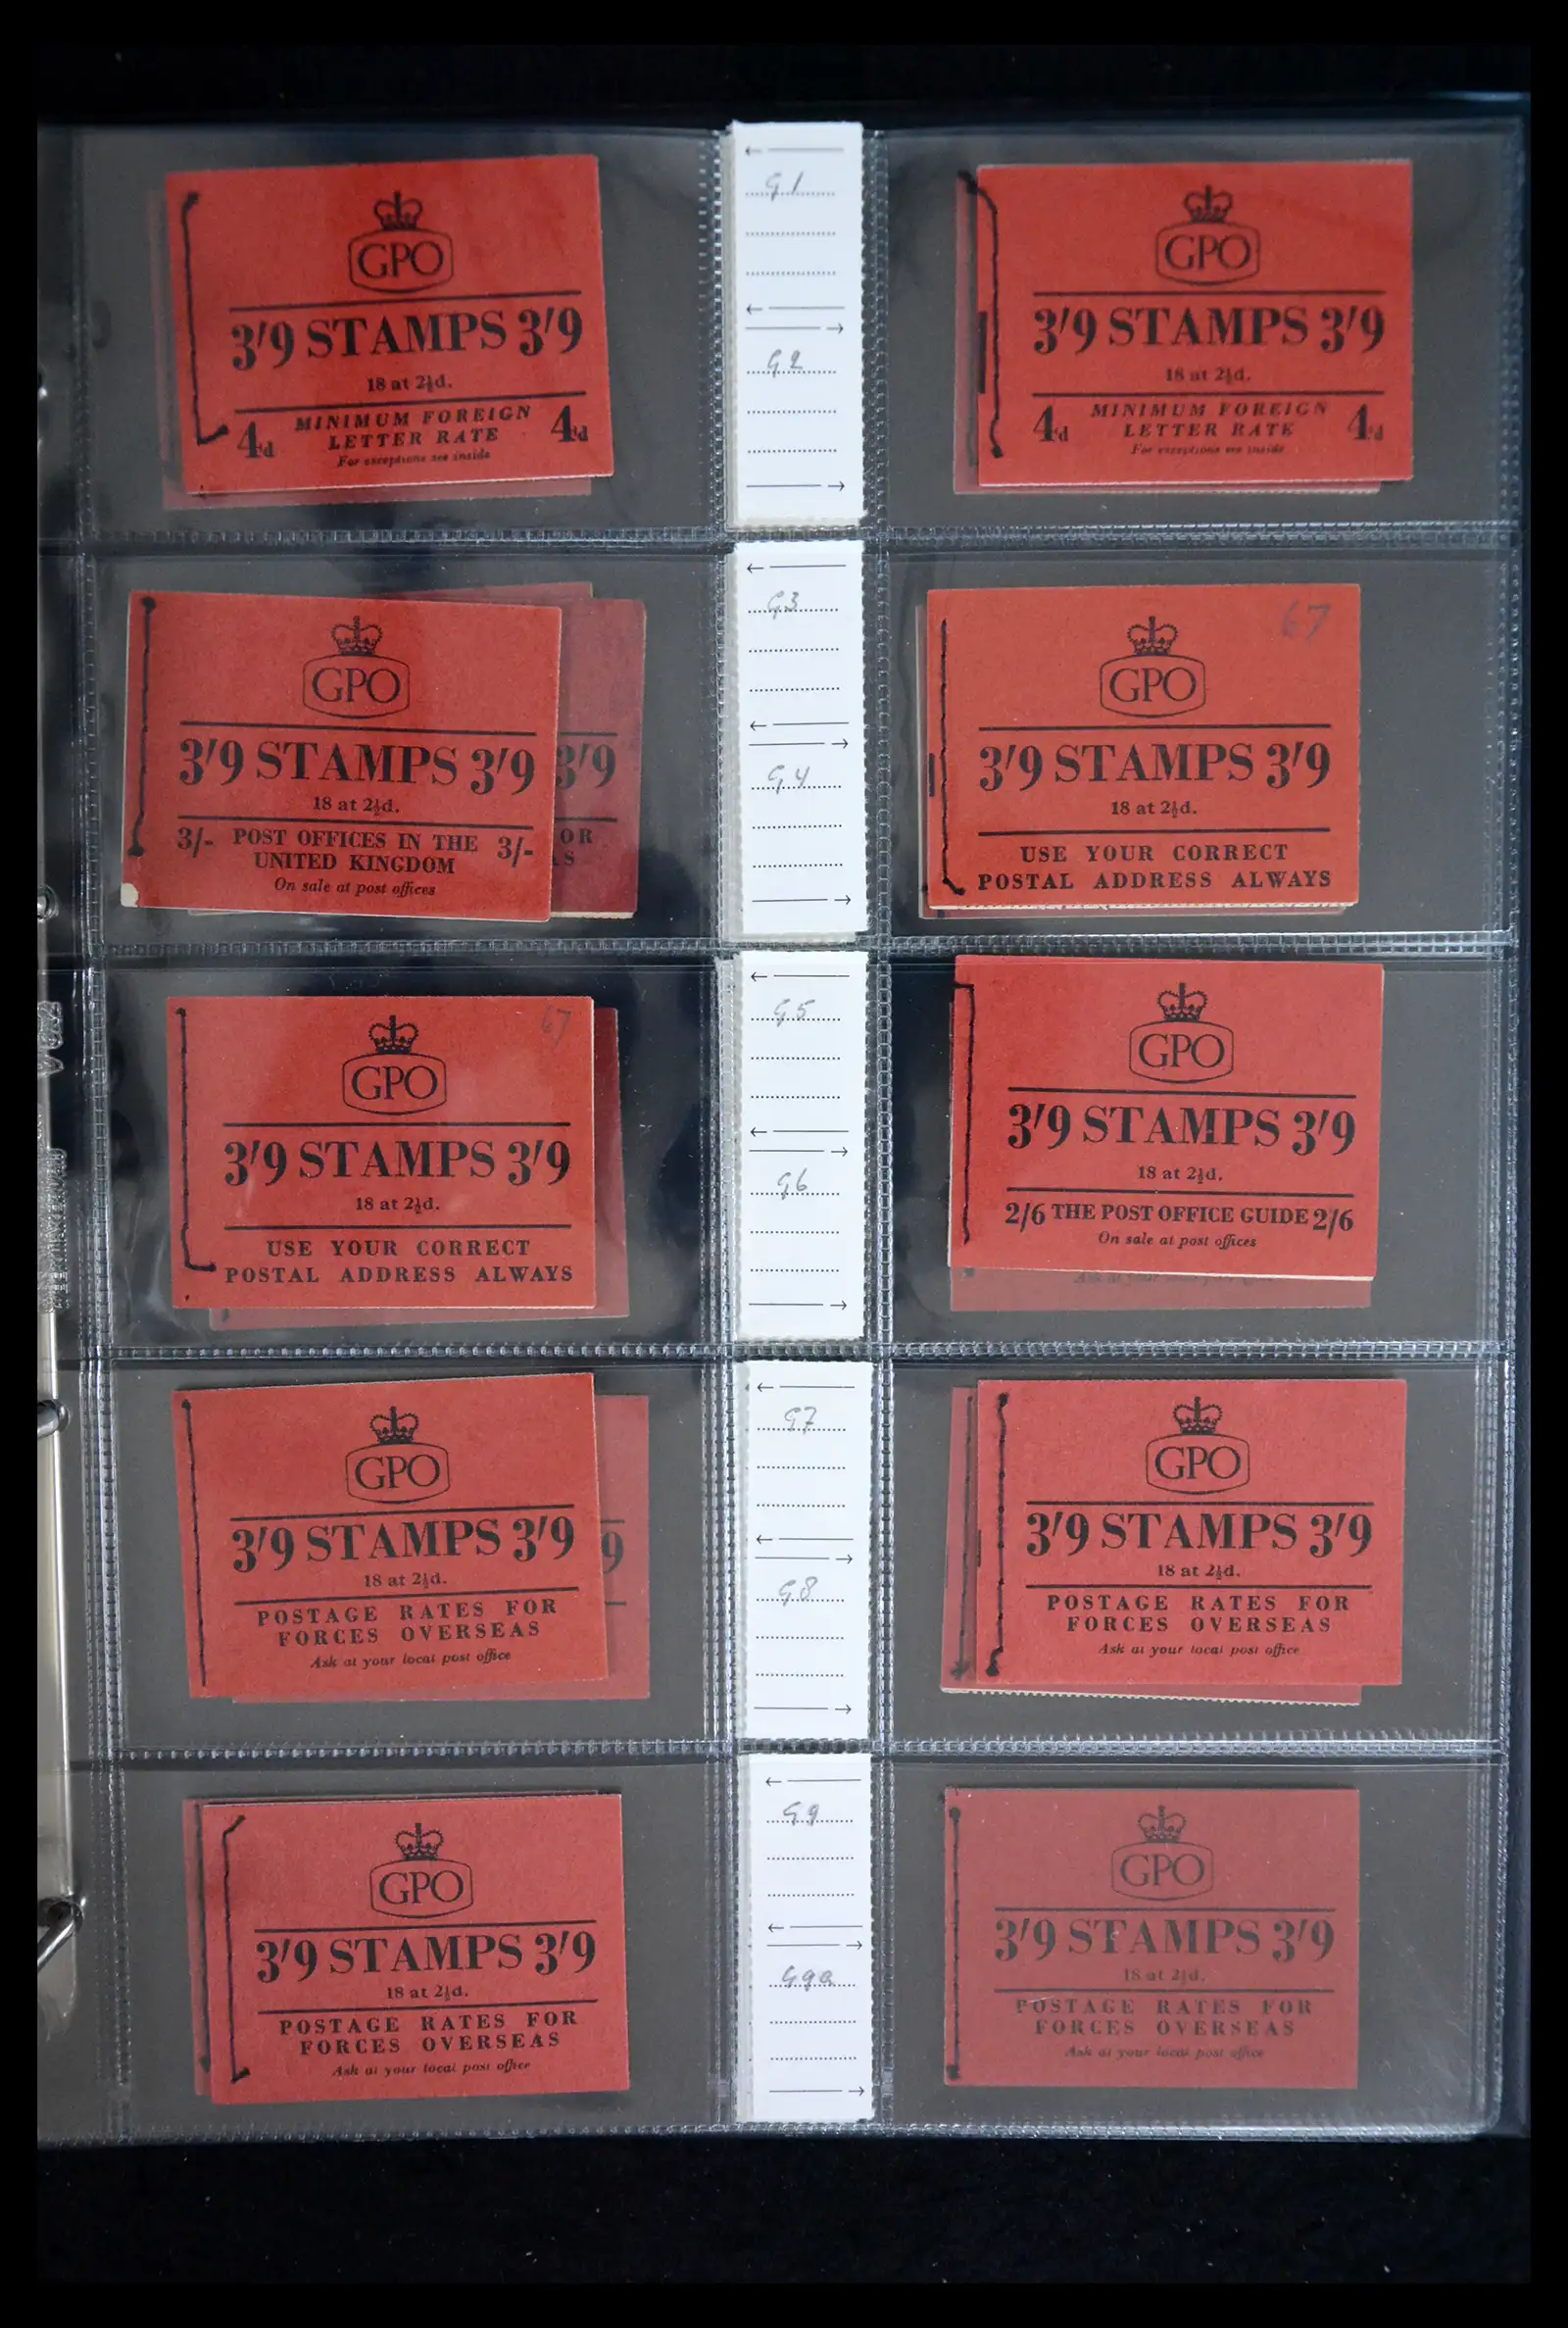 GPO
3'9 STAMPS 3'9
18 at 2½d.
4d MINIMUM FOREIGN 4d
LETTER RATE
For exceptions see inside
G1
G2
GPO
3'9 STAMPS 3'9
18 at 2½d.
4d MINIMUM FOREIGN 4d
LETTER RATE
For exceptions see inside
GPO
3'9 STAMPS 3'9
18 at 2½d.
3/- POST OFFICES IN THE 3/-
UNITED KINGDOM
On sale at post offices
3'9
OR
AS
G3
G4
67
GPO
3'9 STAMPS 3'9
18 at 2½d.
USE YOUR CORRECT
POSTAL ADDRESS ALWAYS
67
GPO
3'9 STAMPS 3'9
18 at 2½d.
USE YOUR CORRECT
POSTAL ADDRESS ALWAYS
G5
G6
GPO
3'9 STAMPS 3'9
18 at 2½d.
2/6 THE POST OFFICE GUIDE 2/6
On sale at post offices
GPO
3'9 STAMPS 3'9
18 at 2½d.
POSTAGE RATES FOR
FORCES OVERSEAS
Ask at your local post office
9
G7
G8
GPO
3'9 STAMPS 3'9
18 at 2½d.
POSTAGE RATES FOR
FORCES OVERSEAS
Ask at your local post office
GPO
3'9 STAMPS 3'9
18 at 2½d.
POSTAGE RATES FOR
FORCES OVERSEAS
Ask at your local post office
G9
G9a
GPO
3'9 STAMPS 3'9
18 at 2½d.
POSTAGE RATES FOR
FORCES OVERSEAS
Ask at your local post office